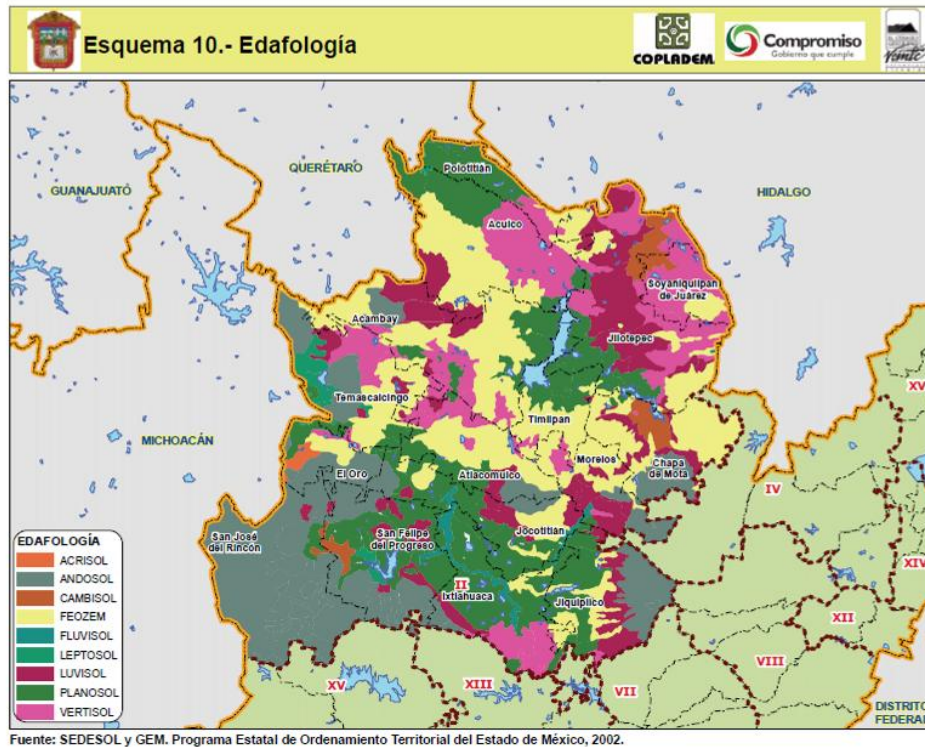 Esquema 10.- Edafología
COPLADEM
Compromiso
Gobierno que cumple
GUANAJUATÓ
QUERÉTARO
HIDALGO
MICHOACÁN
Polotitlán
Aculco
Soyaniquilpan
de Juárez
Acambay
Jilotepec
Temascalcingo
Timilpan
Morelos
Chapa
de Mota
El Oro
Atlacomulco
San José
del Rincón
San Felipe
del Progreso
Jocotitlán
II
Ixtlahuaca
Jiquipilco
XV
IV
XIV
XII
VIII
XV
XIII
VII
DISTRITO
FEDERAL
EDAFOLOGÍA
ACRISOL
ANDOSOL
CAMBISOL
FEOZEM
FLUVISOL
LEPTOSOL
LUVISOL
PLANOSOL
VERTISOL
Fuente: SEDESOL y GEM. Programa Estatal de Ordenamiento Territorial del Estado de México, 2002.